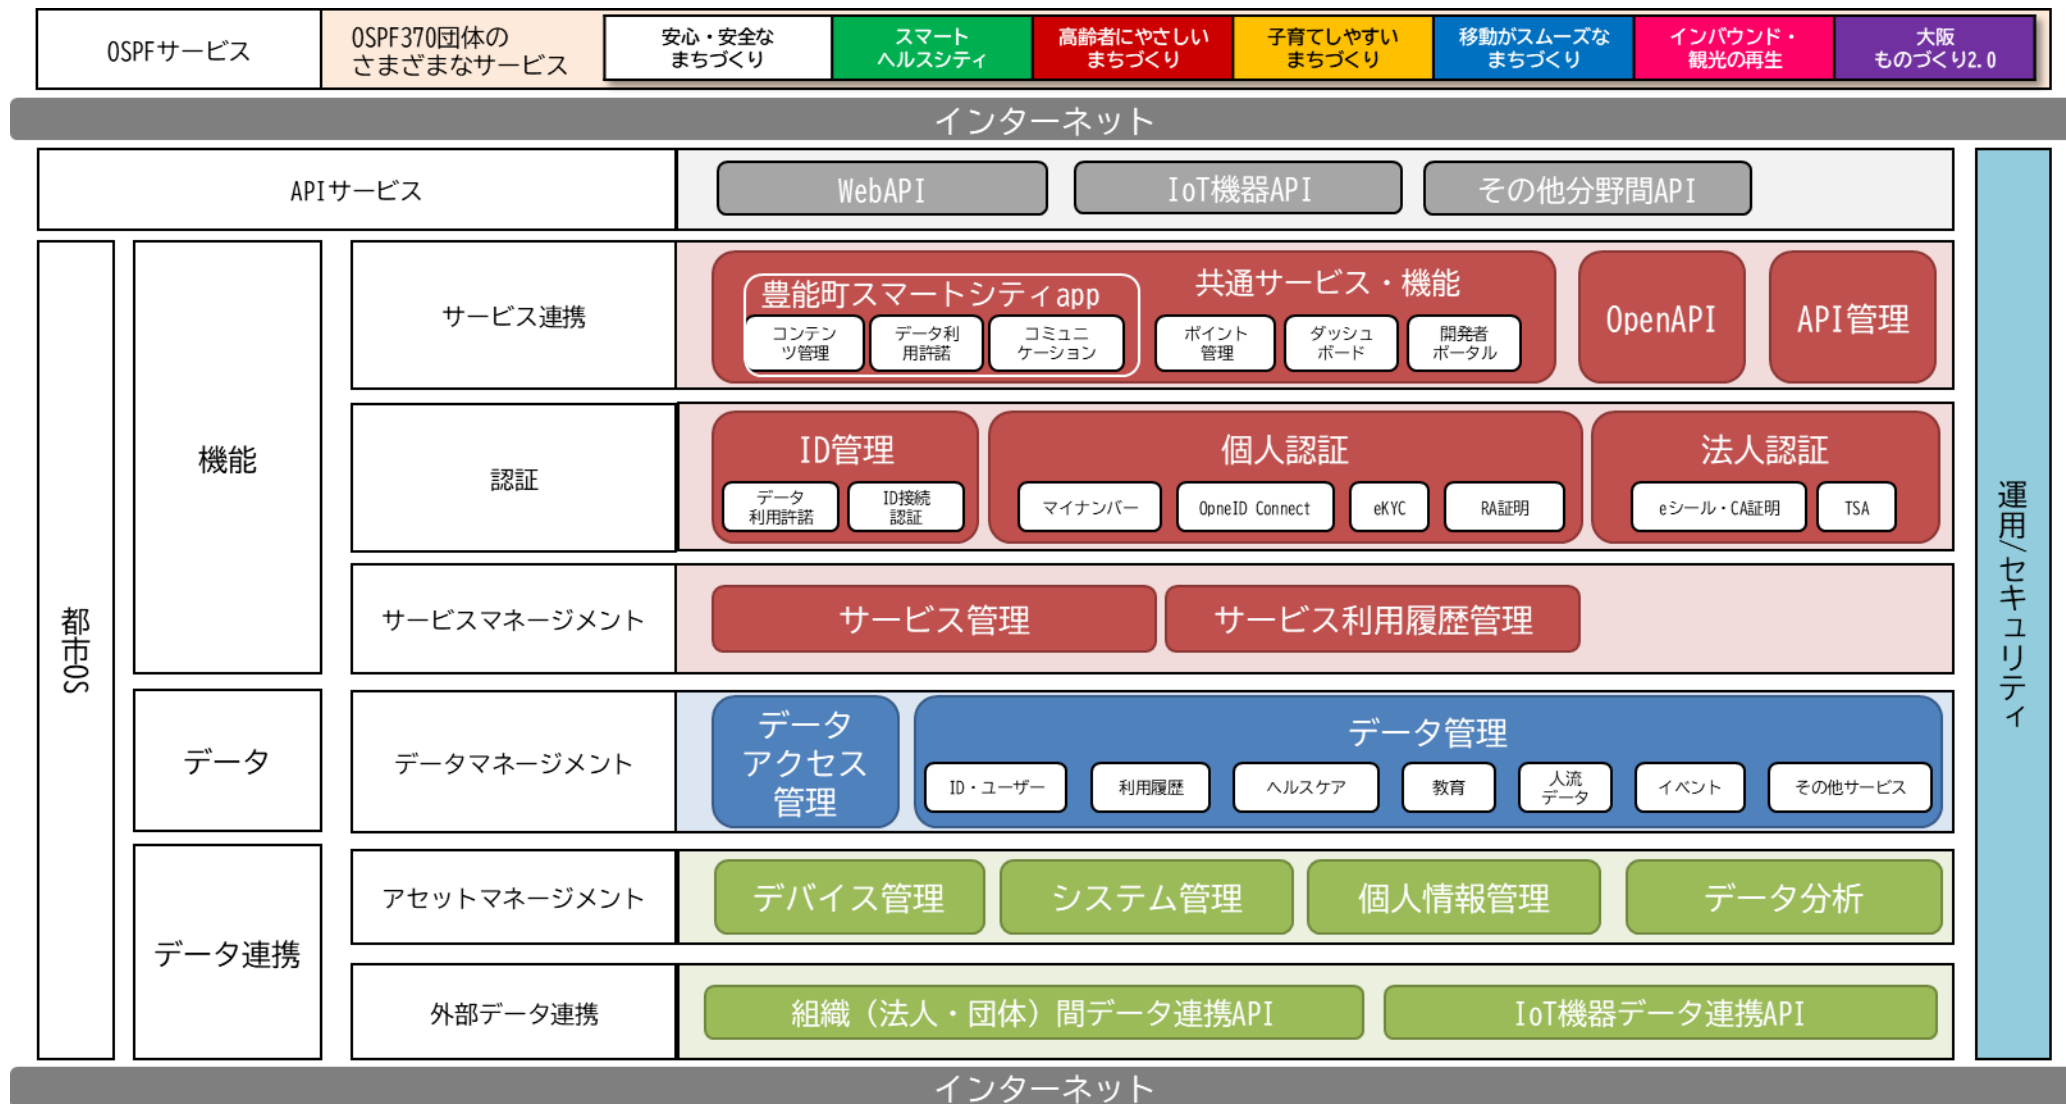 OSPFサービス
OSPF370団体の
さまざまなサービス
安心・安全な
まちづくり
スマート
ヘルスシティ
高齢者にやさしい
まちづくり
子育てしやすい
まちづくり
移動がスムーズな
まちづくり
インバウンド・
観光の再生
大阪
ものづくり2.0
インターネット
APIサービス
WebAPI
IoT機器API
その他分野間API
都市OS
機能
サービス連携
豊能町スマートシティapp
コンテン
ツ管理
データ利
用許諾
コミュニ
ケーション
共通サービス・機能
ポイント
管理
ダッシュ
ボード
開発者
ポータル
OpenAPI
API管理
認証
ID管理
データ
利用許諾
ID接続
認証
個人認証
マイナンバー
OpneID Connect
eKYC
RA証明
法人認証
eシール・CA証明
TSA
サービスマネージメント
サービス管理
サービス利用履歴管理
データ
データマネージメント
データ
アクセス
管理
データ管理
ID・ユーザー
利用履歴
ヘルスケア
教育
人流
データ
イベント
その他サービス
データ連携
アセットマネージメント
デバイス管理
システム管理
個人情報管理
データ分析
外部データ連携
組織（法人・団体）間データ連携API
IoT機器データ連携API
運用/セキュリティ
インターネット